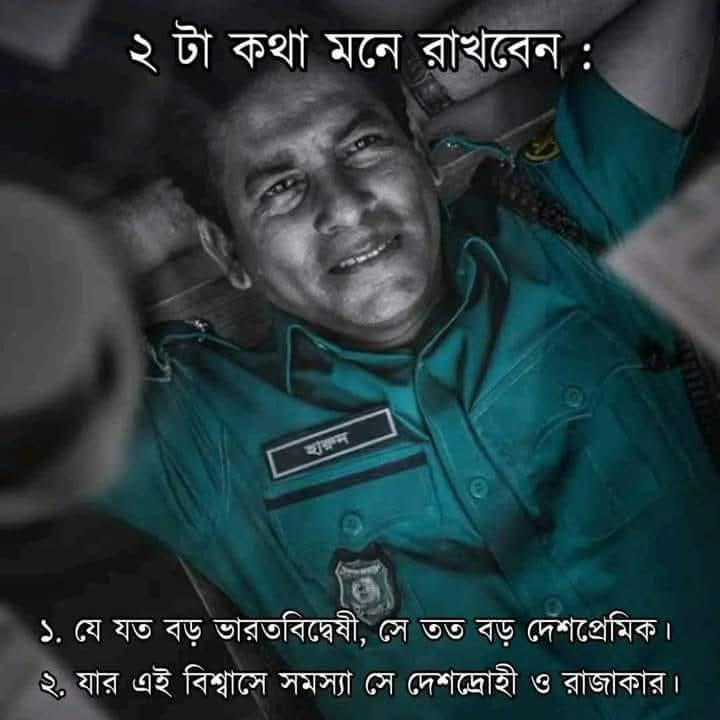 ২ টা কথা মনে রাখবেন :
হারুন
১. যে যত বড় ভারতবিদ্বেষী, সে তত বড় দেশপ্রেমিক।
২. যার এই বিশ্বাসে সমস্যা সে দেশদ্রোহী ও রাজাকার।